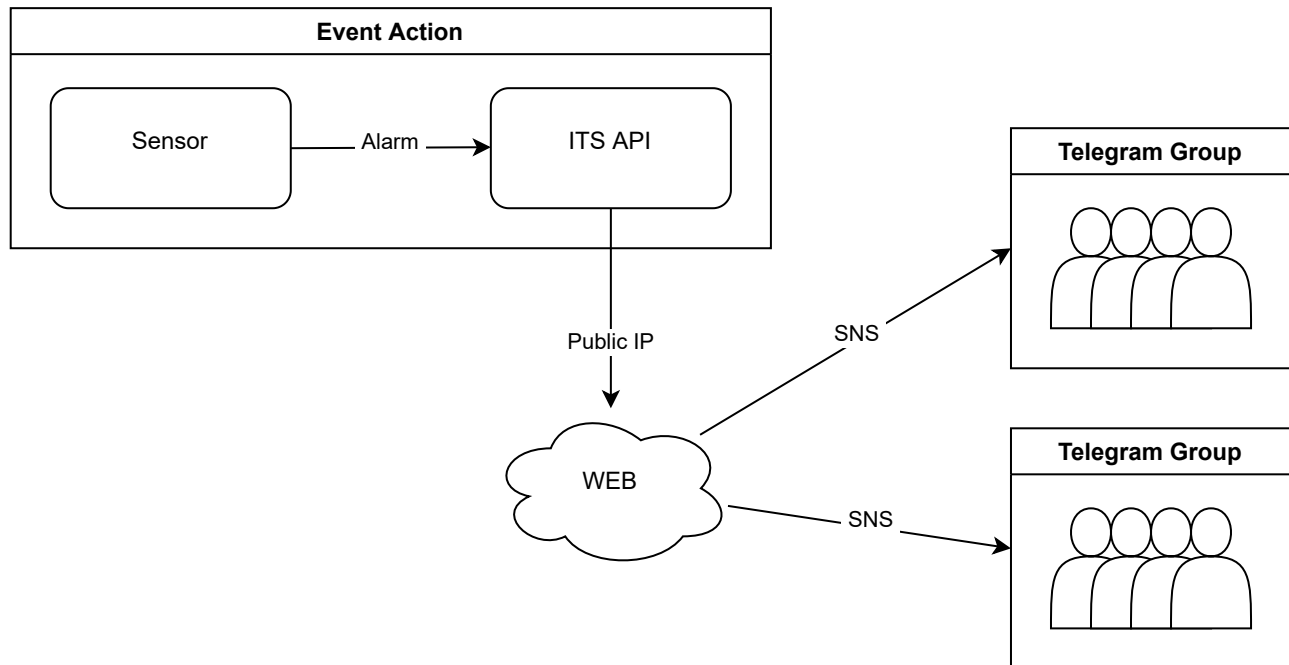 Event Action
Sensor
Alarm
ITS API
Telegram Group
Public IP
SNS
WEB
Telegram Group
SNS